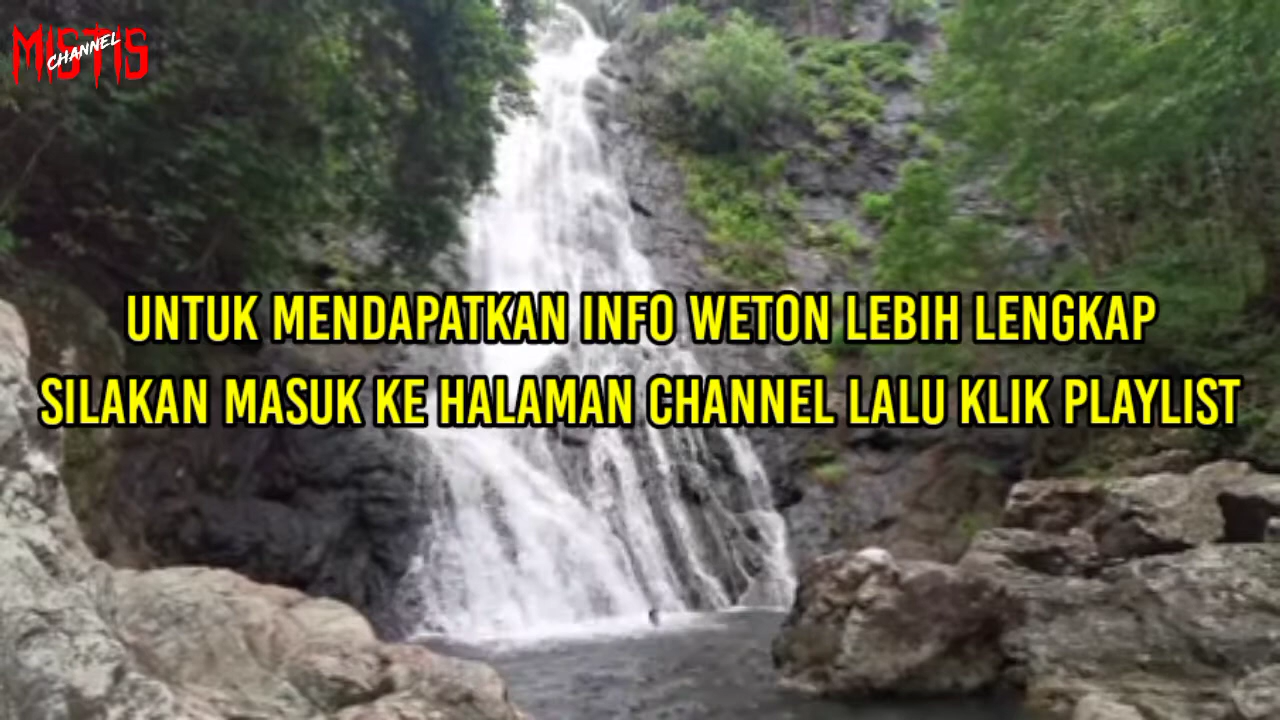 MISTIS
CHANNEL
UNTUK MENDAPATKAN INFO WETON LEBIH LENGKAP
SILAKAN MASUK KE HALAMAN CHANNEL LALU KLIK PLAYLIST